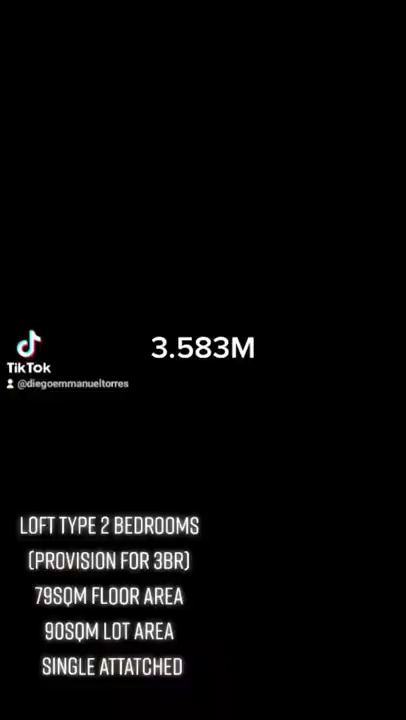 3.583M
TikTok
@diegoemmanueltorres
LOFT TYPE 2 BEDROOMS
(PROVISION FOR 3BR)
79SQM FLOOR AREA
90SQM LOT AREA
SINGLE ATTATCHED